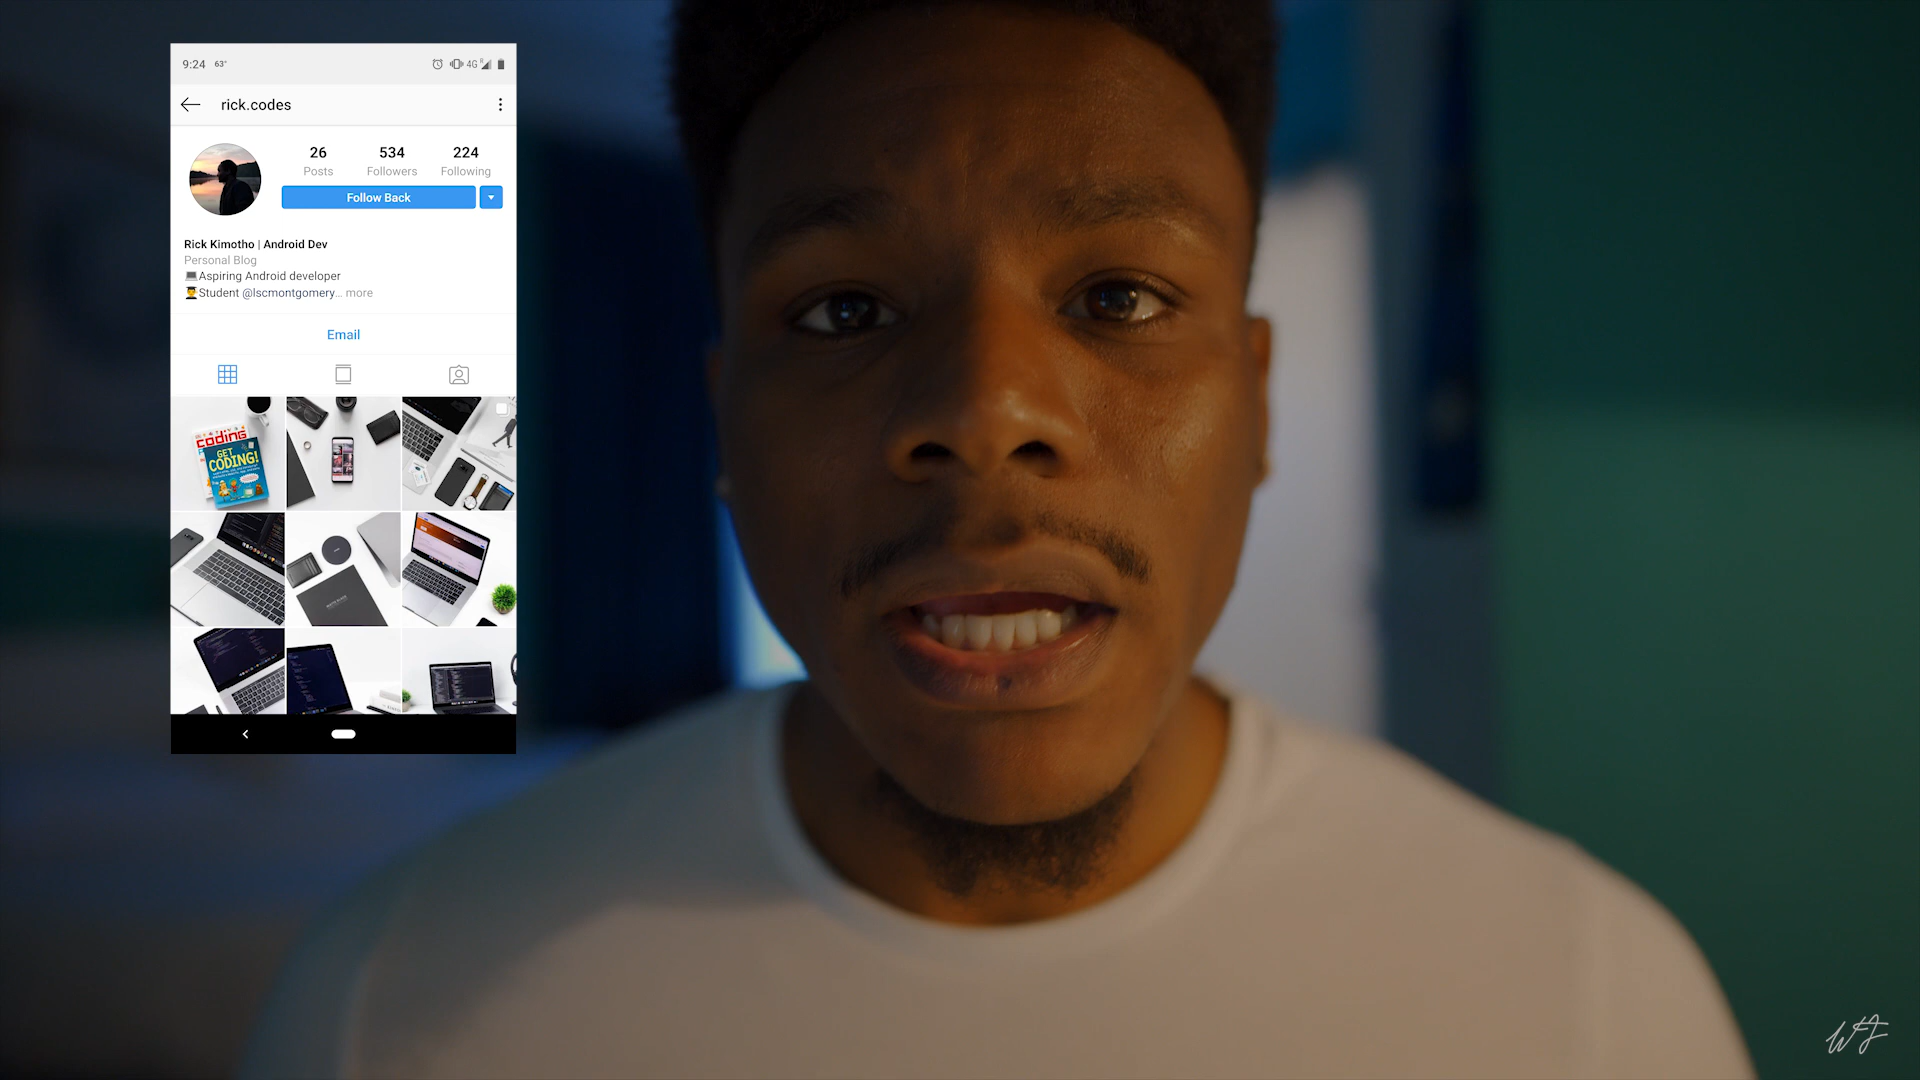 9:24 63° 4G
rick.codes
26 534 224
Posts Followers Following
Follow Back
Rick Kimotho | Android Dev
Personal Blog
💻Aspiring Android developer
👨‍🎓Student @lscmontgomery... more
Email
coding
GET
CODING!